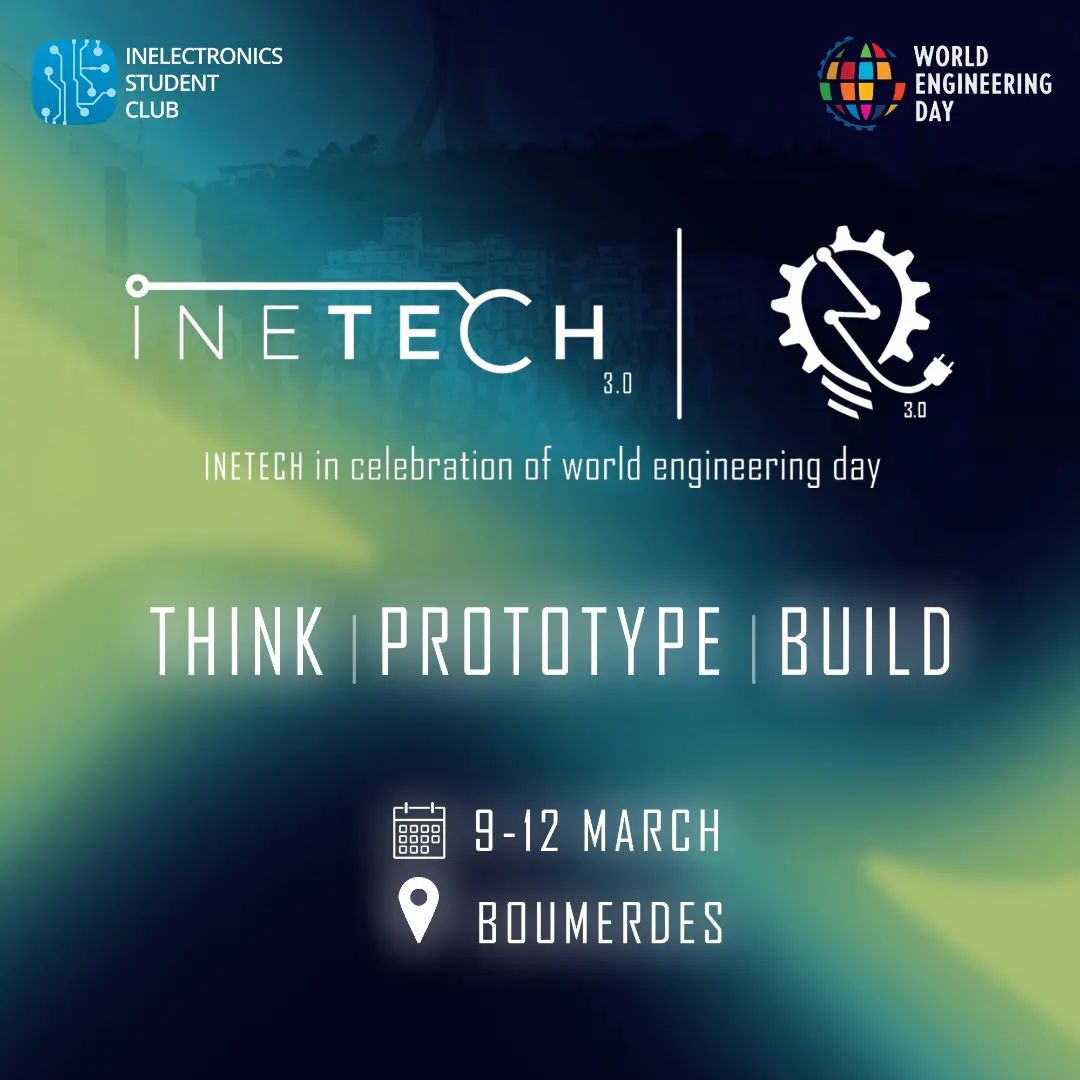 INELECTRONICS
STUDENT
CLUB
WORLD
ENGINEERING
DAY
INETECH
3.0
3.0
INETECH in celebration of world engineering day
THINK | PROTOTYPE | BUILD
9-12 MARCH
BOUMERDES